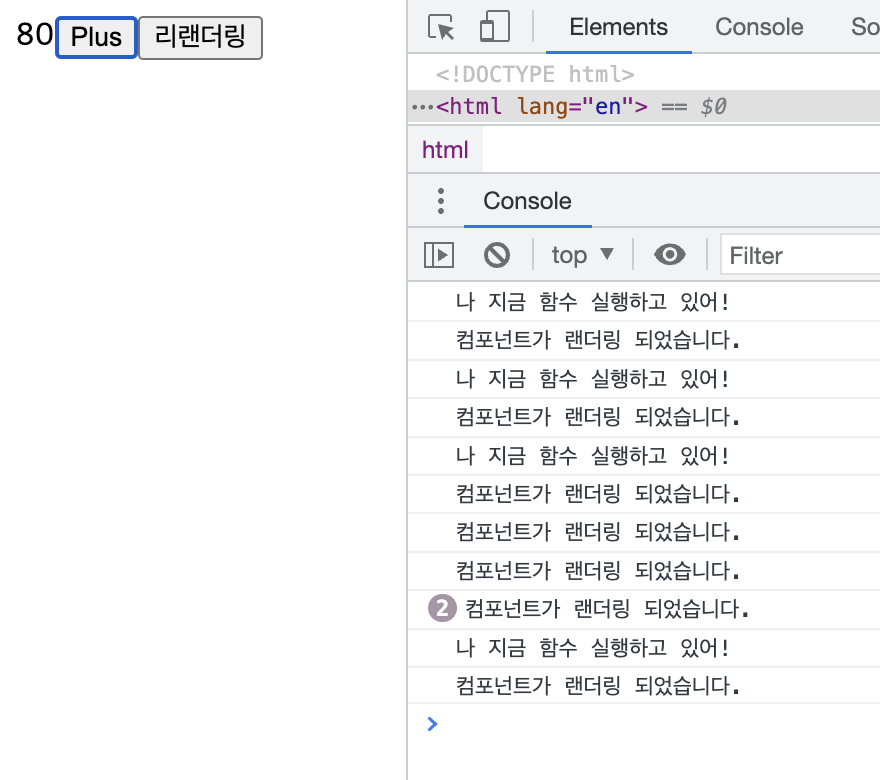 80 Plus 리랜더링
Elements Console So
<!DOCTYPE html>
•••<html lang="en"> == $0
html
Console
top ▼ Filter
나 지금 함수 실행하고 있어!
컴포넌트가 랜더링 되었습니다.
나 지금 함수 실행하고 있어!
컴포넌트가 랜더링 되었습니다.
나 지금 함수 실행하고 있어!
컴포넌트가 랜더링 되었습니다.
컴포넌트가 랜더링 되었습니다.
컴포넌트가 랜더링 되었습니다.
2 컴포넌트가 랜더링 되었습니다.
나 지금 함수 실행하고 있어!
컴포넌트가 랜더링 되었습니다.
>